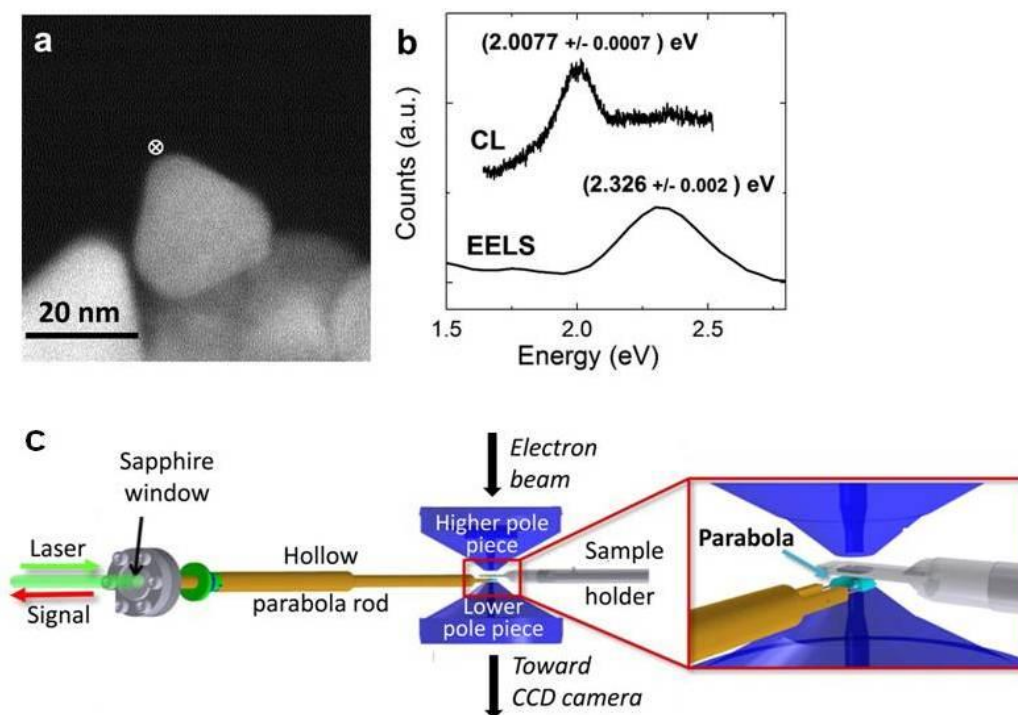 a
20 nm
b
(2.0077 +/- 0.0007 ) eV
CL
(2.326 +/- 0.002 ) eV
EELS
Counts (a.u.)
1.5 2.0 2.5
Energy (eV)
c
Sapphire
window
Laser
Signal
Hollow
parabola rod
Electron
beam
Higher pole
piece
Sample
holder
Lower
pole piece
Toward
CCD camera
Parabola